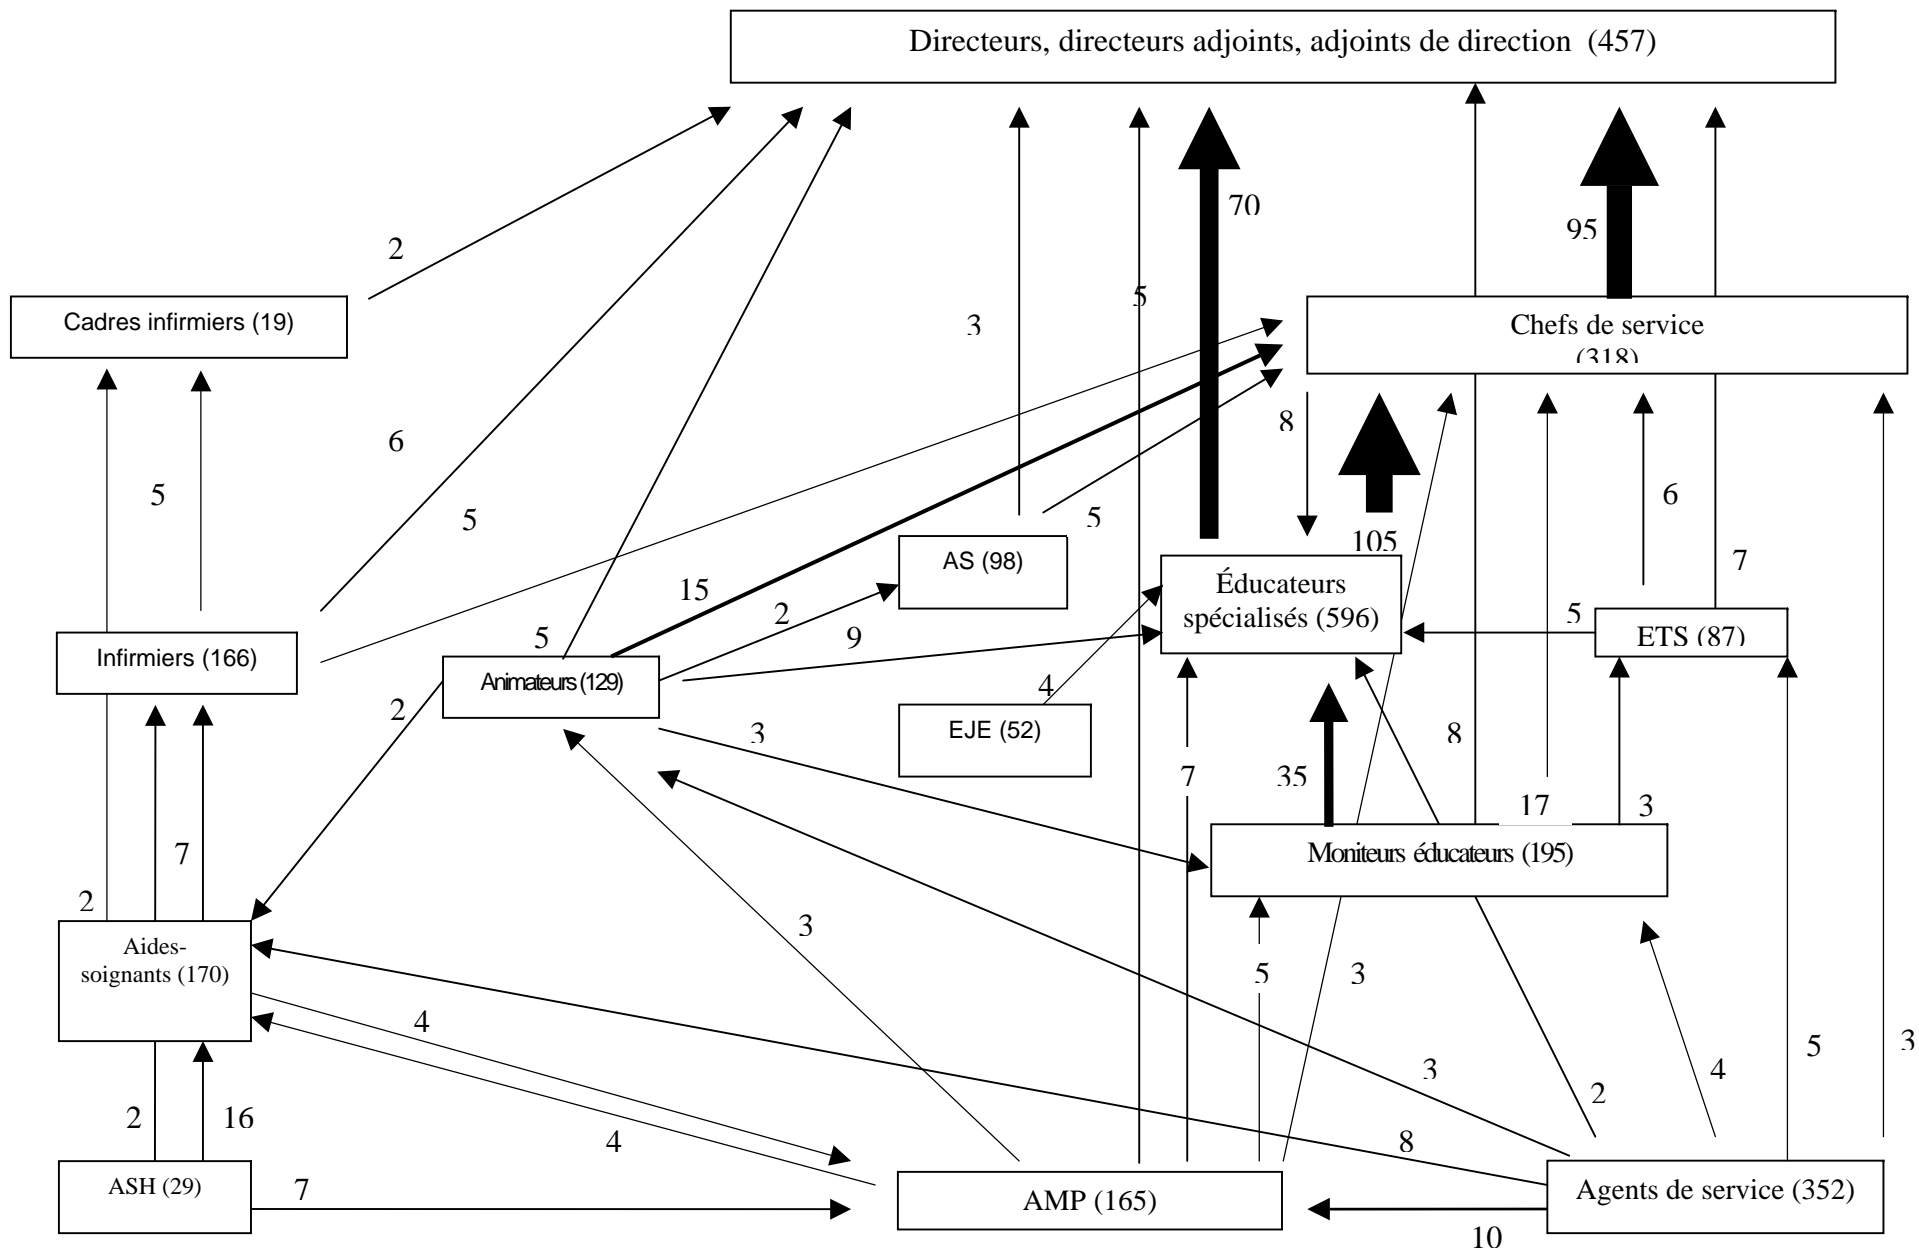 Directeurs, directeurs adjoints, adjoints de direction (457)
70
95
2
5
Cadres infirmiers (19)
3
Chefs de service
(318)
8
6
5
5
6
5
105
AS (98)
7
Éducateurs
spécialisés (596)
15
2
5
ETS (87)
5
9
Infirmiers (166)
Animateurs (129)
4
2
3
EJE (52)
8
7
35
17
3
7
Moniteurs éducateurs (195)
2
3
Aides-
soignants (170)
5
3
4
3
5
3
4
2
2
16
4
8
ASH (29)
7
AMP (165)
Agents de service (352)
10